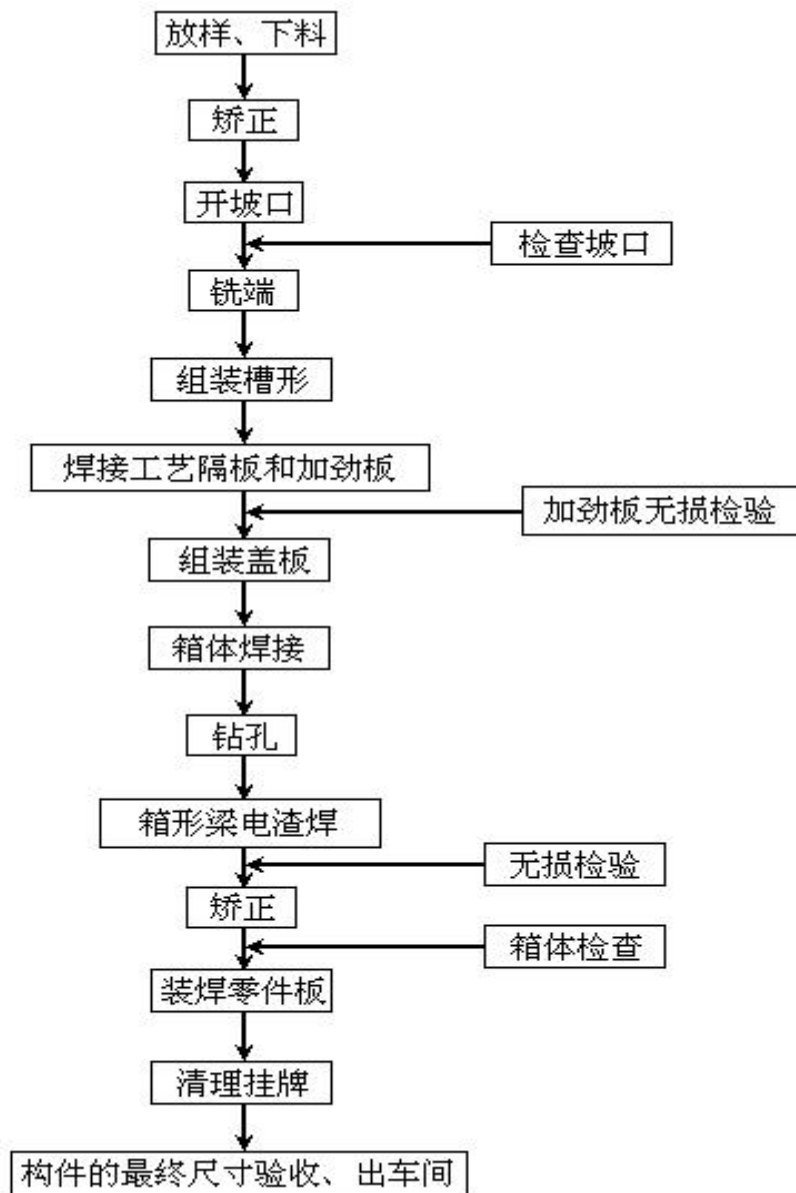 放样、下料
矫正
开坡口
检查坡口
铣端
组装槽形
焊接工艺隔板和加劲板
加劲板无损检验
组装盖板
箱体焊接
钻孔
箱形梁电渣焊
无损检验
矫正
箱体检查
装焊零件板
清理挂牌
构件的最终尺寸验收、出车间